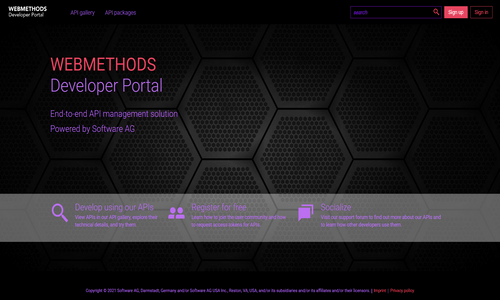 WEBMETHODS
Developer Portal
API gallery
API packages
search
Sign up
Sign in
WEBMETHODS
Developer Portal
End-to-end API management solution
Powered by Software AG
Develop using our APIs
View APIs in our API gallery, explore their
technical details, and try them.
Register for free
Learn how to join the user community and how
to request access tokens for APIs.
Socialize
Visit our support forum to find out more about our APIs and
to learn how other developers use them.
Copyright © 2021 Software AG, Darmstadt, Germany and/or Software AG USA Inc., Reston, VA, USA, and/or its subsidiaries and/or its affiliates and/or their licensors. | Imprint | Privacy policy